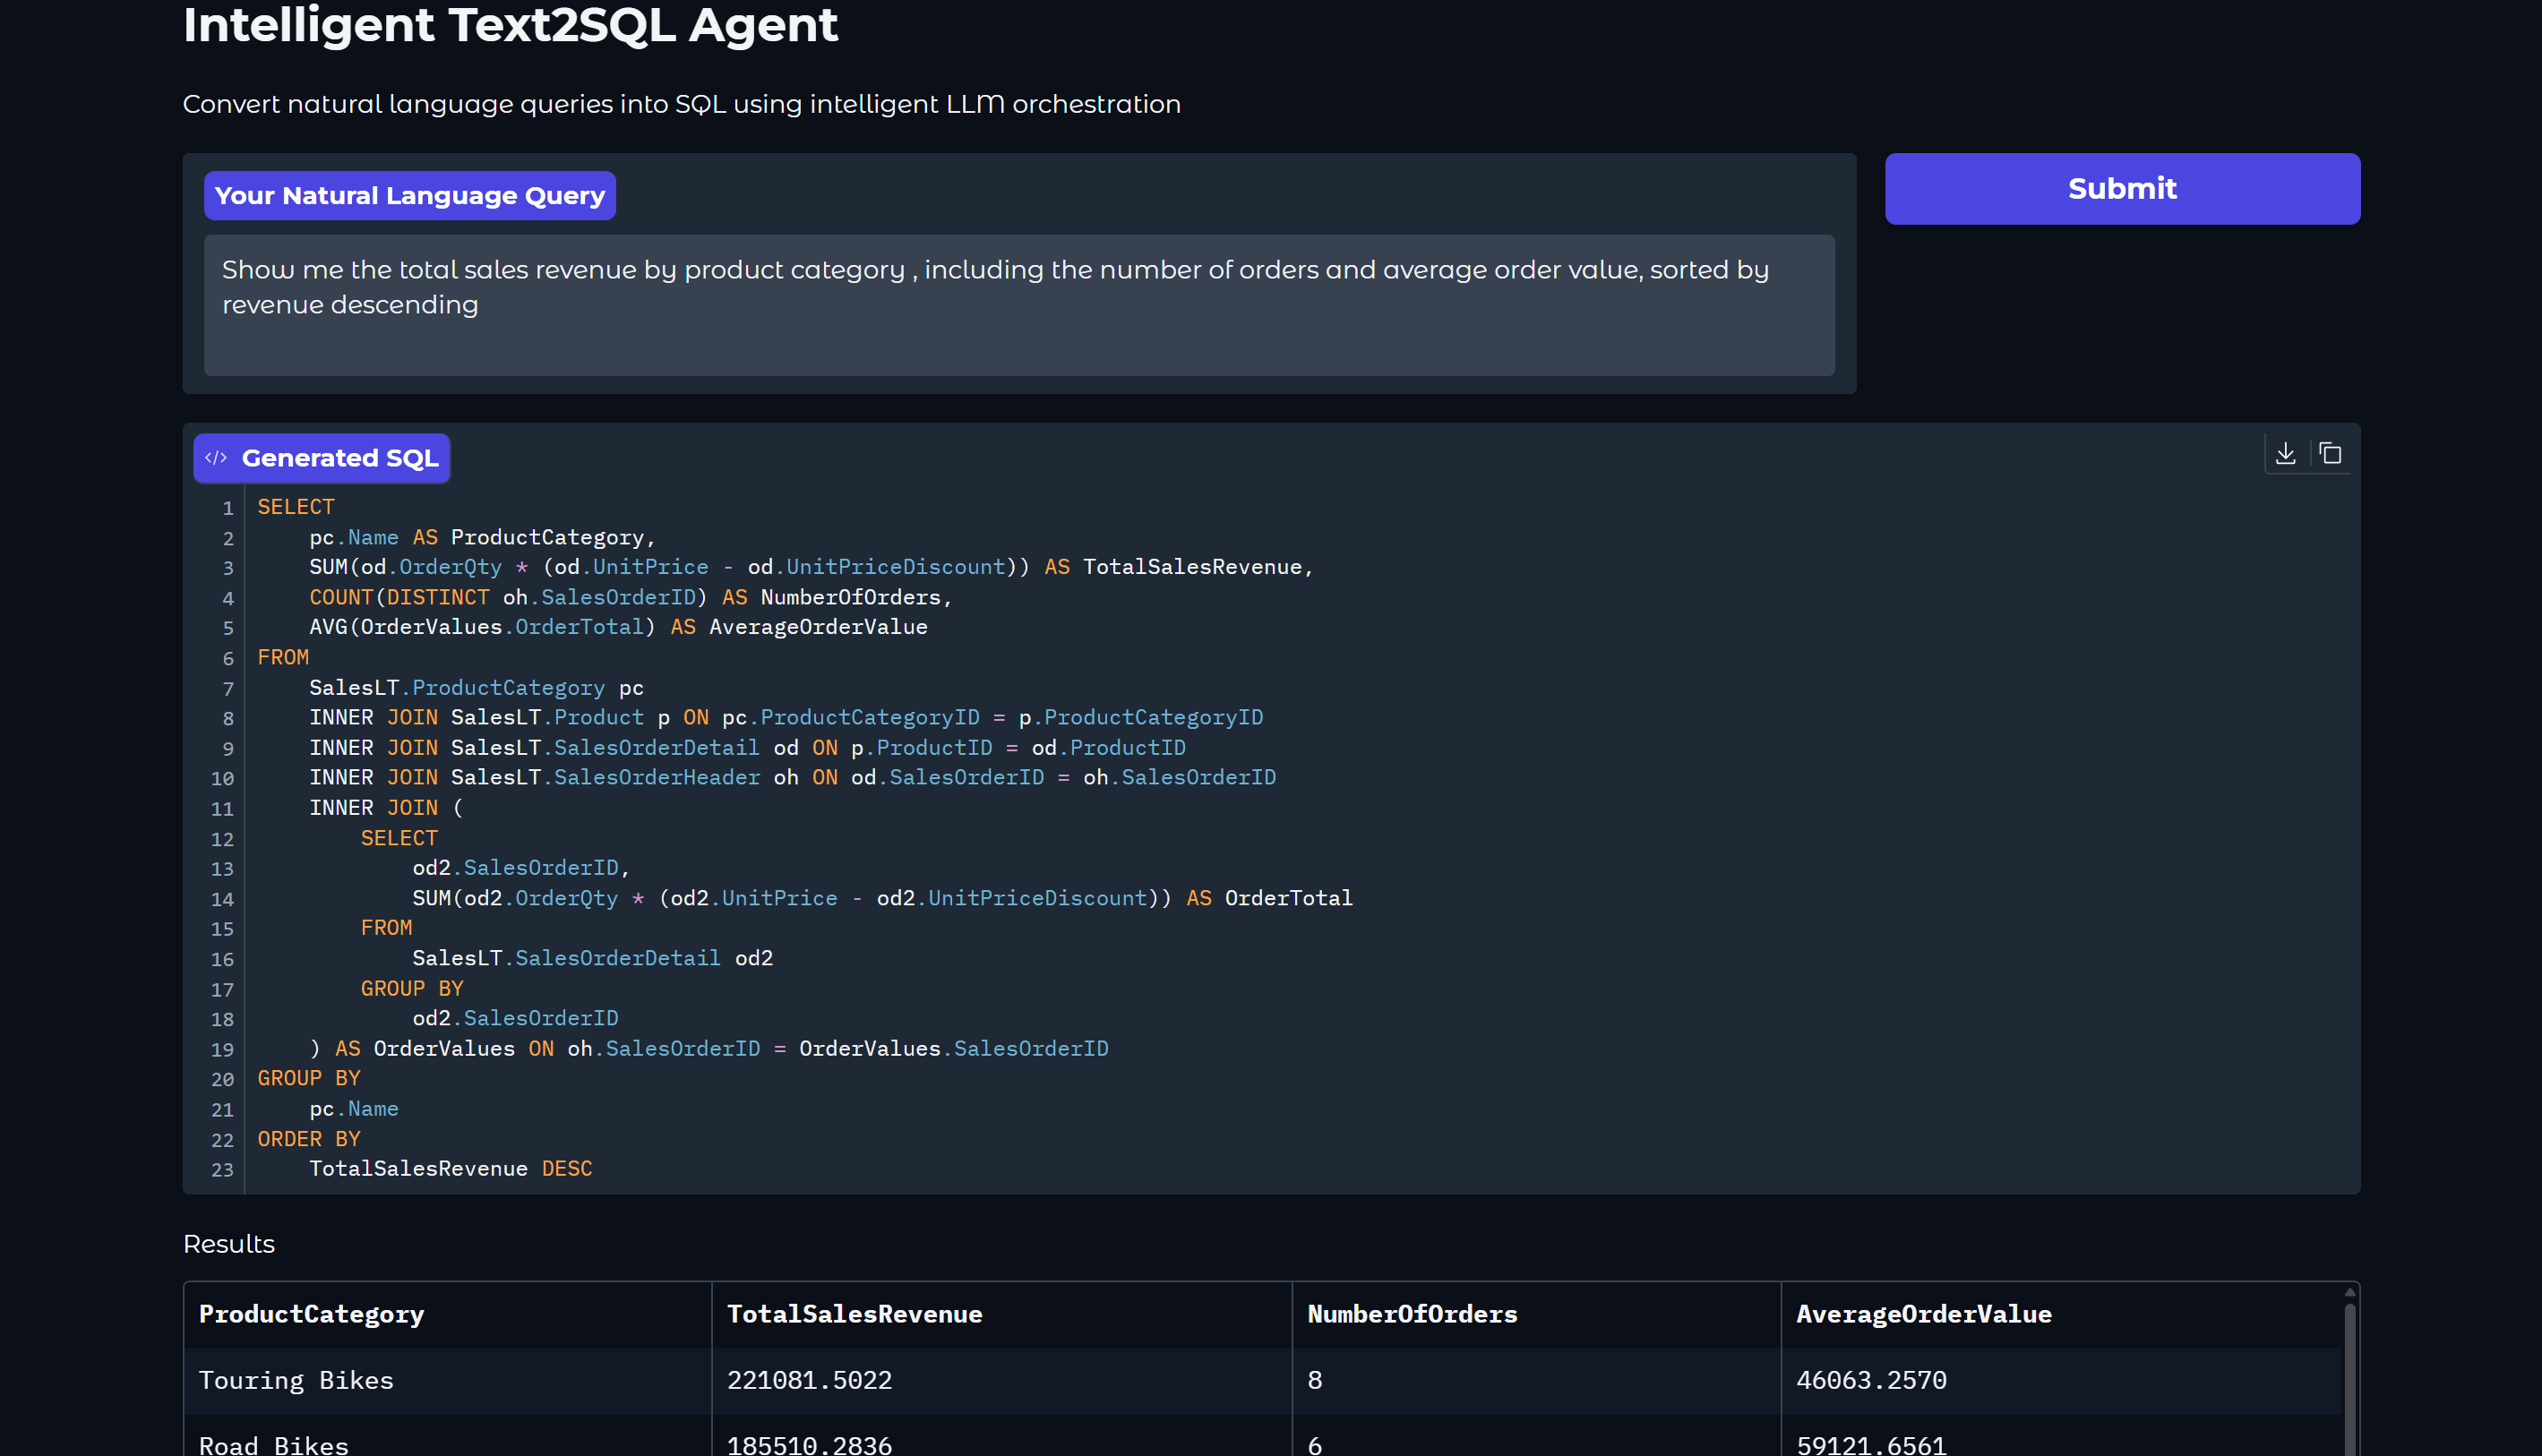 Intelligent Text2SQL Agent
Convert natural language queries into SQL using intelligent LLM orchestration
Your Natural Language Query
Submit
Show me the total sales revenue by product category , including the number of orders and average order value, sorted by
revenue descending
</> Generated SQL
1 SELECT
2     pc.Name AS ProductCategory,
3     SUM(od.OrderQty * (od.UnitPrice - od.UnitPriceDiscount)) AS TotalSalesRevenue,
4     COUNT(DISTINCT oh.SalesOrderID) AS NumberOfOrders,
5     AVG(OrderValues.OrderTotal) AS AverageOrderValue
6 FROM
7     SalesLT.ProductCategory pc
8     INNER JOIN SalesLT.Product p ON pc.ProductCategoryID = p.ProductCategoryID
9     INNER JOIN SalesLT.SalesOrderDetail od ON p.ProductID = od.ProductID
10     INNER JOIN SalesLT.SalesOrderHeader oh ON od.SalesOrderID = oh.SalesOrderID
11     INNER JOIN (
12         SELECT
13             od2.SalesOrderID,
14             SUM(od2.OrderQty * (od2.UnitPrice - od2.UnitPriceDiscount)) AS OrderTotal
15         FROM
16             SalesLT.SalesOrderDetail od2
17         GROUP BY
18             od2.SalesOrderID
19     ) AS OrderValues ON oh.SalesOrderID = OrderValues.SalesOrderID
20 GROUP BY
21     pc.Name
22 ORDER BY
23     TotalSalesRevenue DESC
Results
ProductCategory TotalSalesRevenue NumberOfOrders AverageOrderValue
Touring Bikes 221081.5022 8 46063.2570
Road Bikes 185510.2836 6 59121.6561